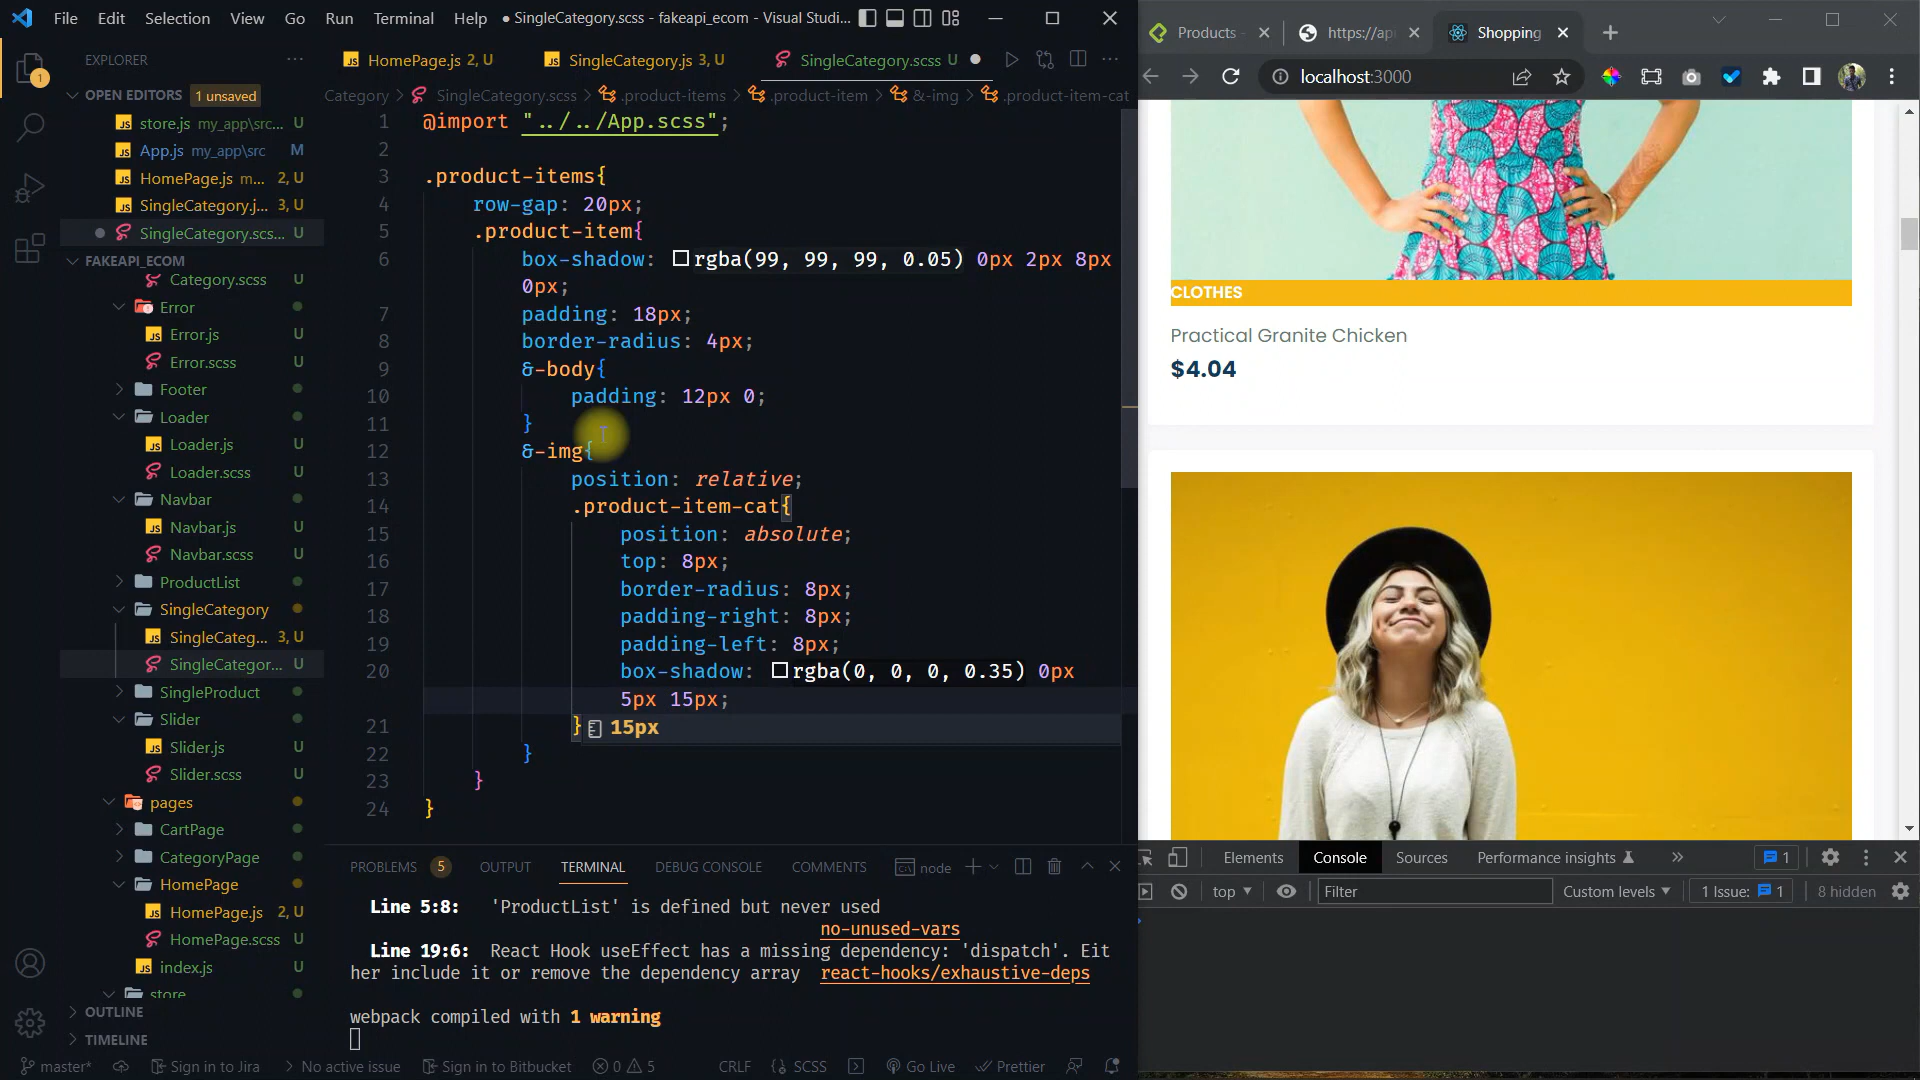 File Edit Selection View Go Run Terminal Help ● SingleCategory.scss - fakeapi_ecom - Visual Studi...
EXPLORER
OPEN EDITORS 1 unsaved
store.js my_app\src... U
App.js my_app\src M
HomePage.js m... 2, U
SingleCategory.j... 3, U
SingleCategory.scs... U
FAKEAPI_ECOM
Category.scss U
Error
Error.js U
Error.scss U
Footer
Loader
Loader.js U
Loader.scss U
Navbar
Navbar.js U
Navbar.scss U
ProductList
SingleCategory
SingleCateg... 3, U
SingleCategor... U
SingleProduct
Slider
Slider.js U
Slider.scss U
pages
CartPage
CategoryPage
HomePage
HomePage.js 2, U
HomePage.scss U
index.js U
store
OUTLINE
TIMELINE
HomePage.js 2, U SingleCategory.js 3, U SingleCategory.scss U
Category > SingleCategory.scss > .product-items > .product-item > &-img > .product-item-cat
1 @import "../../App.scss";
2
3 .product-items{
4 row-gap: 20px;
5 .product-item{
6 box-shadow: rgba(99, 99, 99, 0.05) 0px 2px 8px
0px;
7 padding: 18px;
8 border-radius: 4px;
9 &-body{
10 padding: 12px 0;
11 }
12 &-img{
13 position: relative;
14 .product-item-cat{
15 position: absolute;
16 top: 8px;
17 border-radius: 8px;
18 padding-right: 8px;
19 padding-left: 8px;
20 box-shadow: rgba(0, 0, 0, 0.35) 0px
5px 15px;
21 } 15px
22 }
23 }
24 }
PROBLEMS 5 OUTPUT TERMINAL DEBUG CONSOLE COMMENTS node
Line 5:8: 'ProductList' is defined but never used
no-unused-vars
Line 19:6: React Hook useEffect has a missing dependency: 'dispatch'. Eit
her include it or remove the dependency array react-hooks/exhaustive-deps
webpack compiled with 1 warning
master* Sign in to Jira No active issue Sign in to Bitbucket 0 5 CRLF SCSS Go Live Prettier
Products Shopping https://ap
localhost:3000
CLOTHES
Practical Granite Chicken
$4.04
Elements Console Sources Performance insights 1
top Filter Custom levels 1 Issue: 1 8 hidden